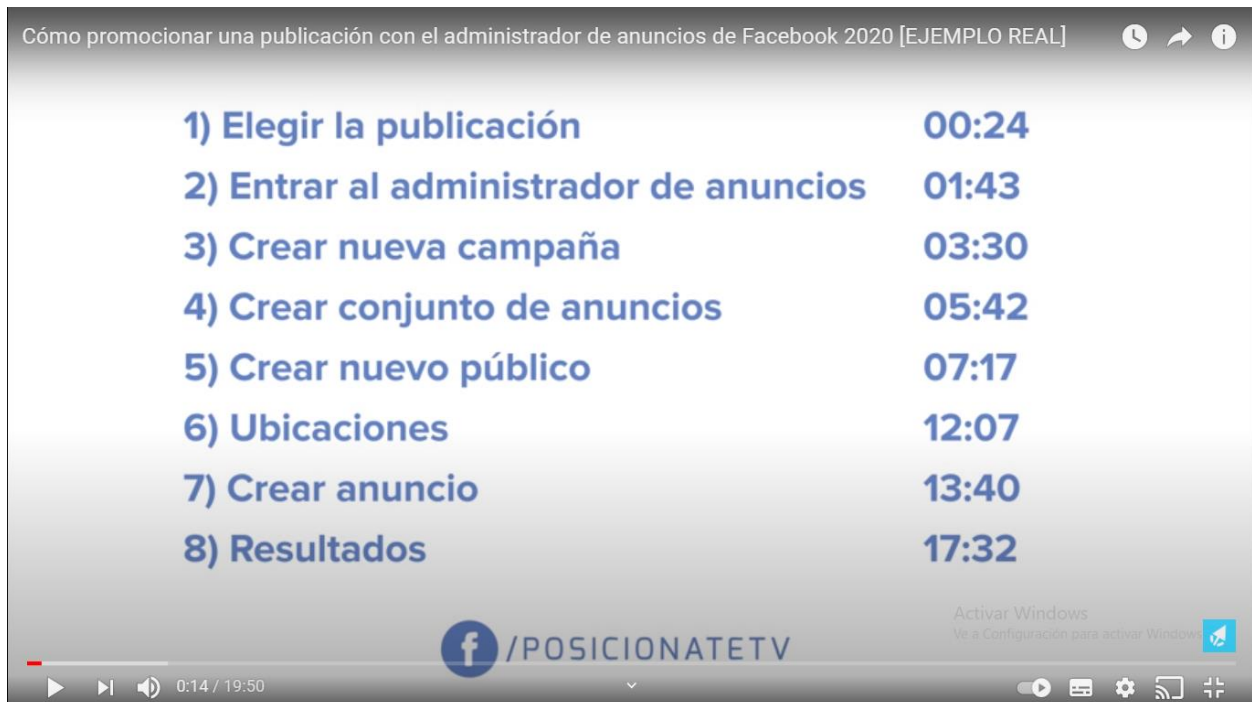 Cómo promocionar una publicación con el administrador de anuncios de Facebook 2020 [EJEMPLO REAL]
1) Elegir la publicación 00:24
2) Entrar al administrador de anuncios 01:43
3) Crear nueva campaña 03:30
4) Crear conjunto de anuncios 05:42
5) Crear nuevo público 07:17
6) Ubicaciones 12:07
7) Crear anuncio 13:40
8) Resultados 17:32
Activar Windows
Ve a Configuración para activar Windows
f /POSICIONATETV
0:14 / 19:50